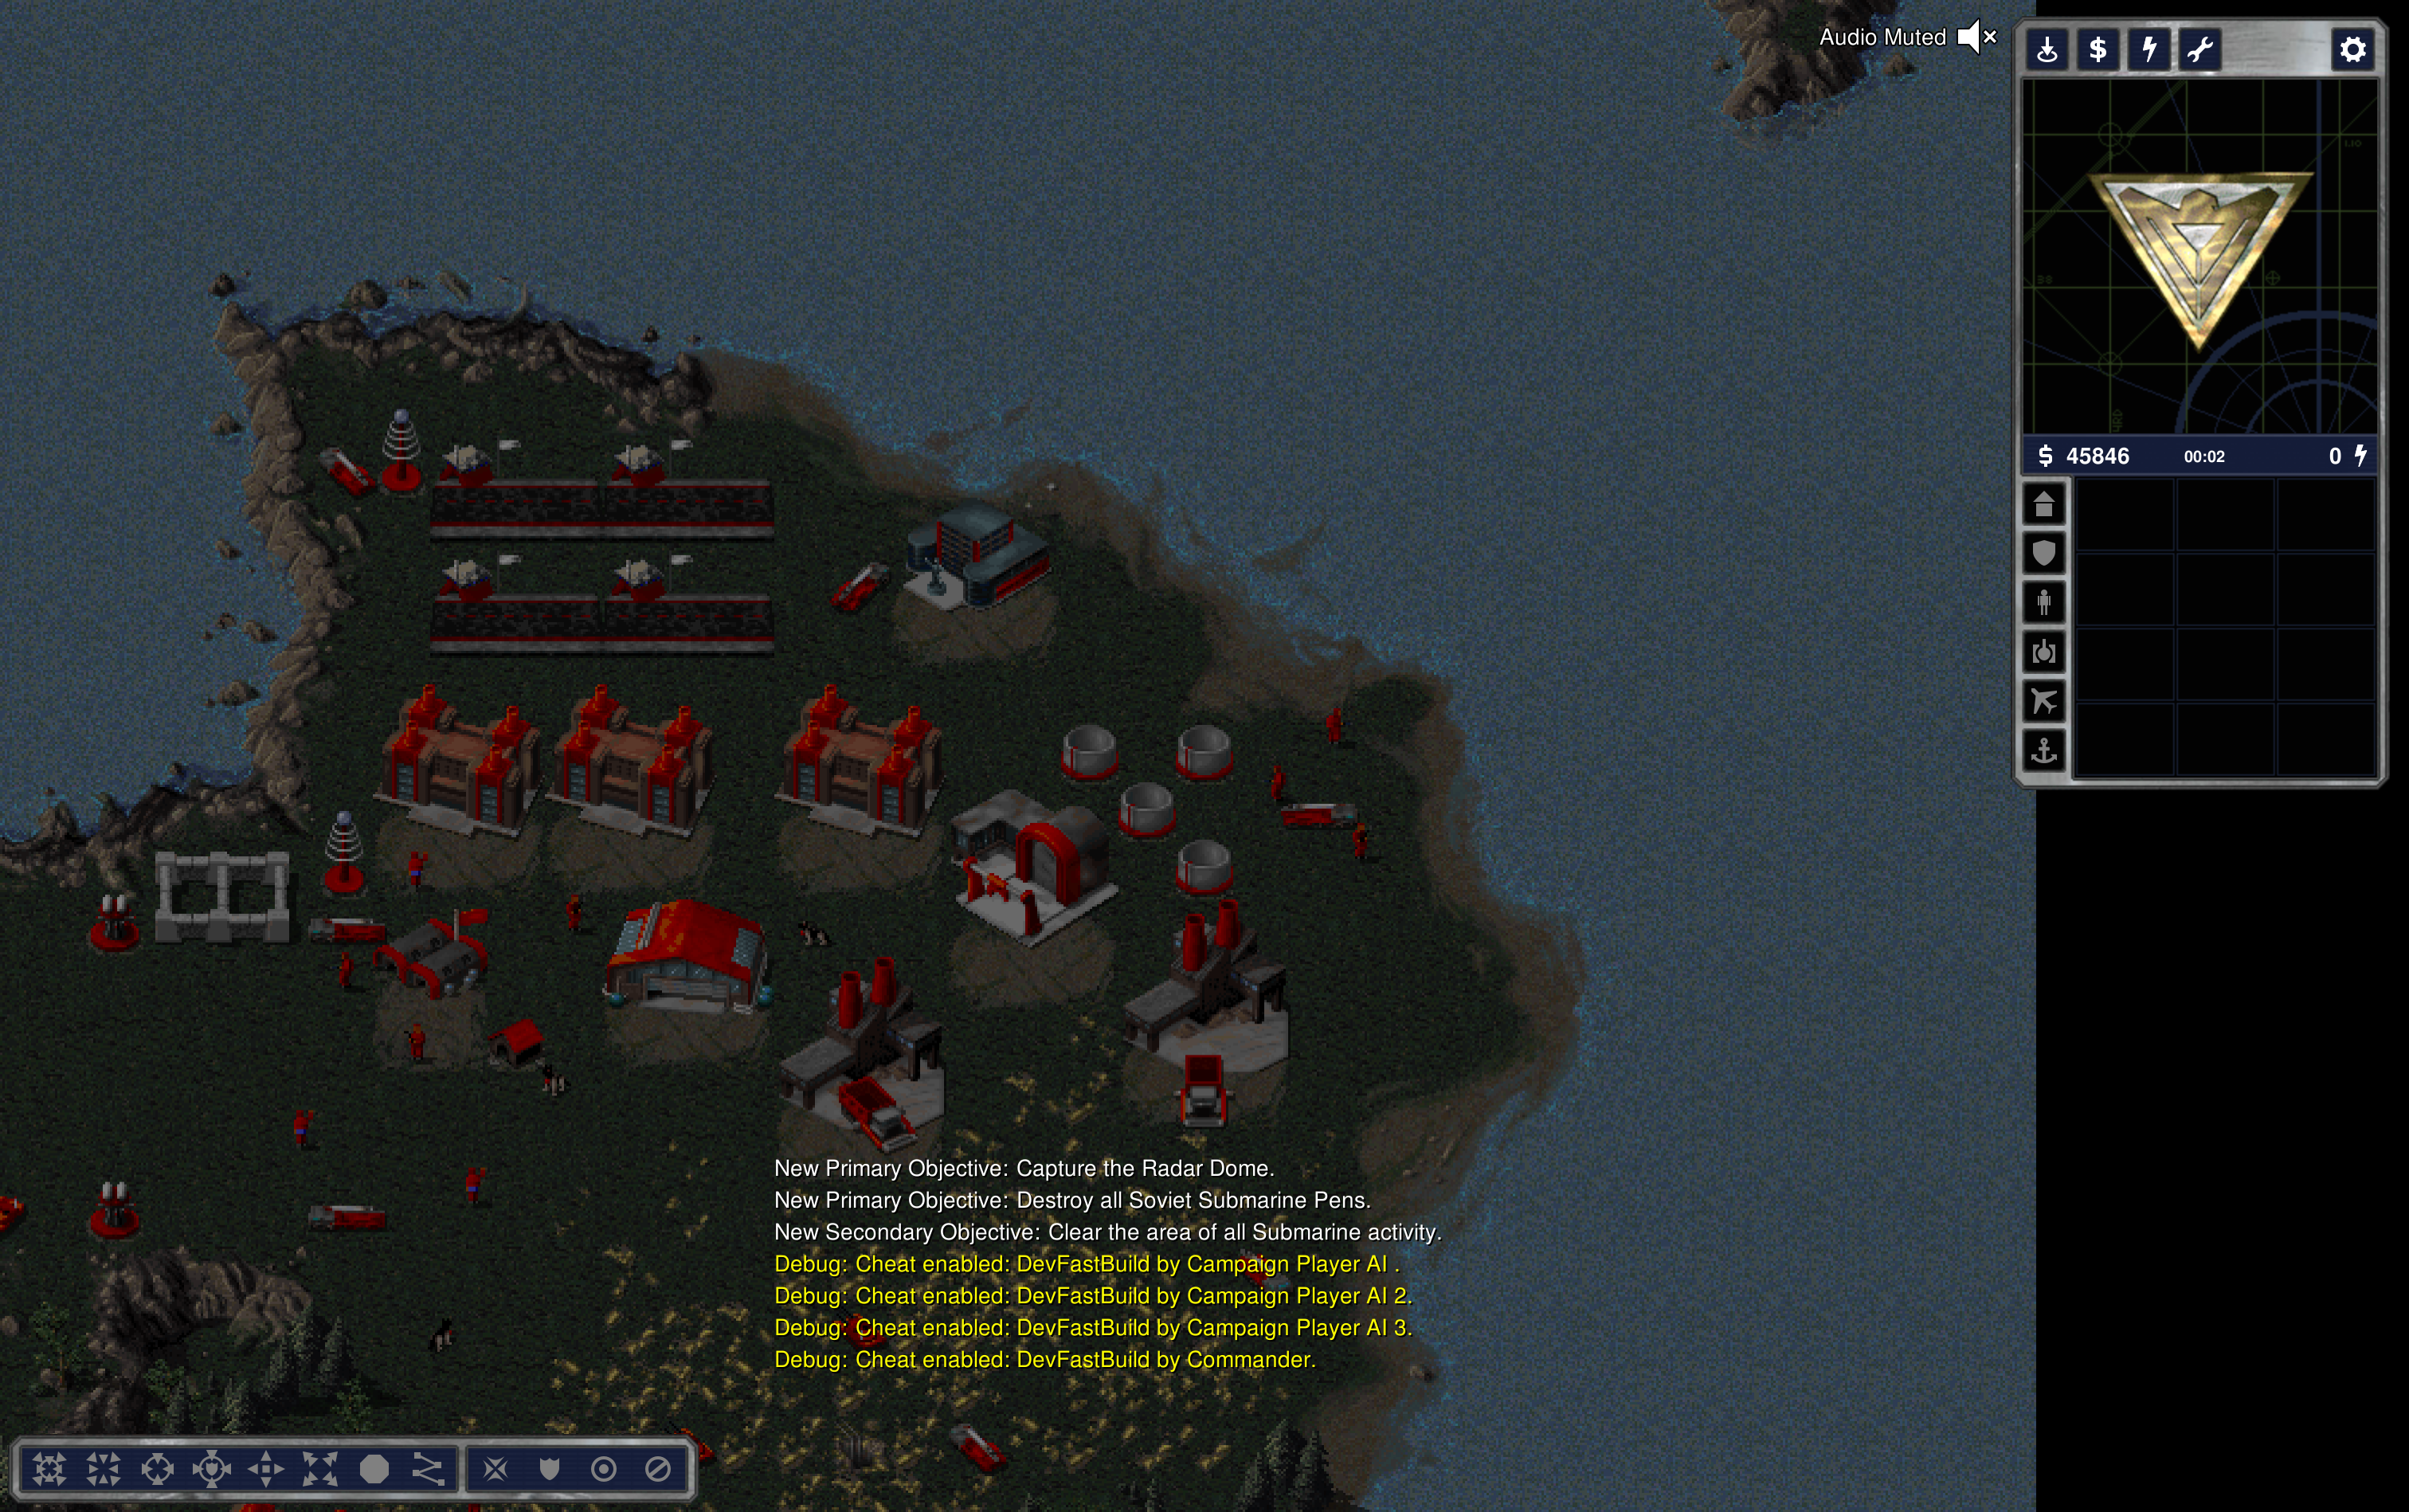 Audio Muted
$ 45846 00:02 0
New Primary Objective: Capture the Radar Dome.
New Primary Objective: Destroy all Soviet Submarine Pens.
New Secondary Objective: Clear the area of all Submarine activity.
Debug: Cheat enabled: DevFastBuild by Campaign Player AI .
Debug: Cheat enabled: DevFastBuild by Campaign Player AI 2.
Debug: Cheat enabled: DevFastBuild by Campaign Player AI 3.
Debug: Cheat enabled: DevFastBuild by Commander.